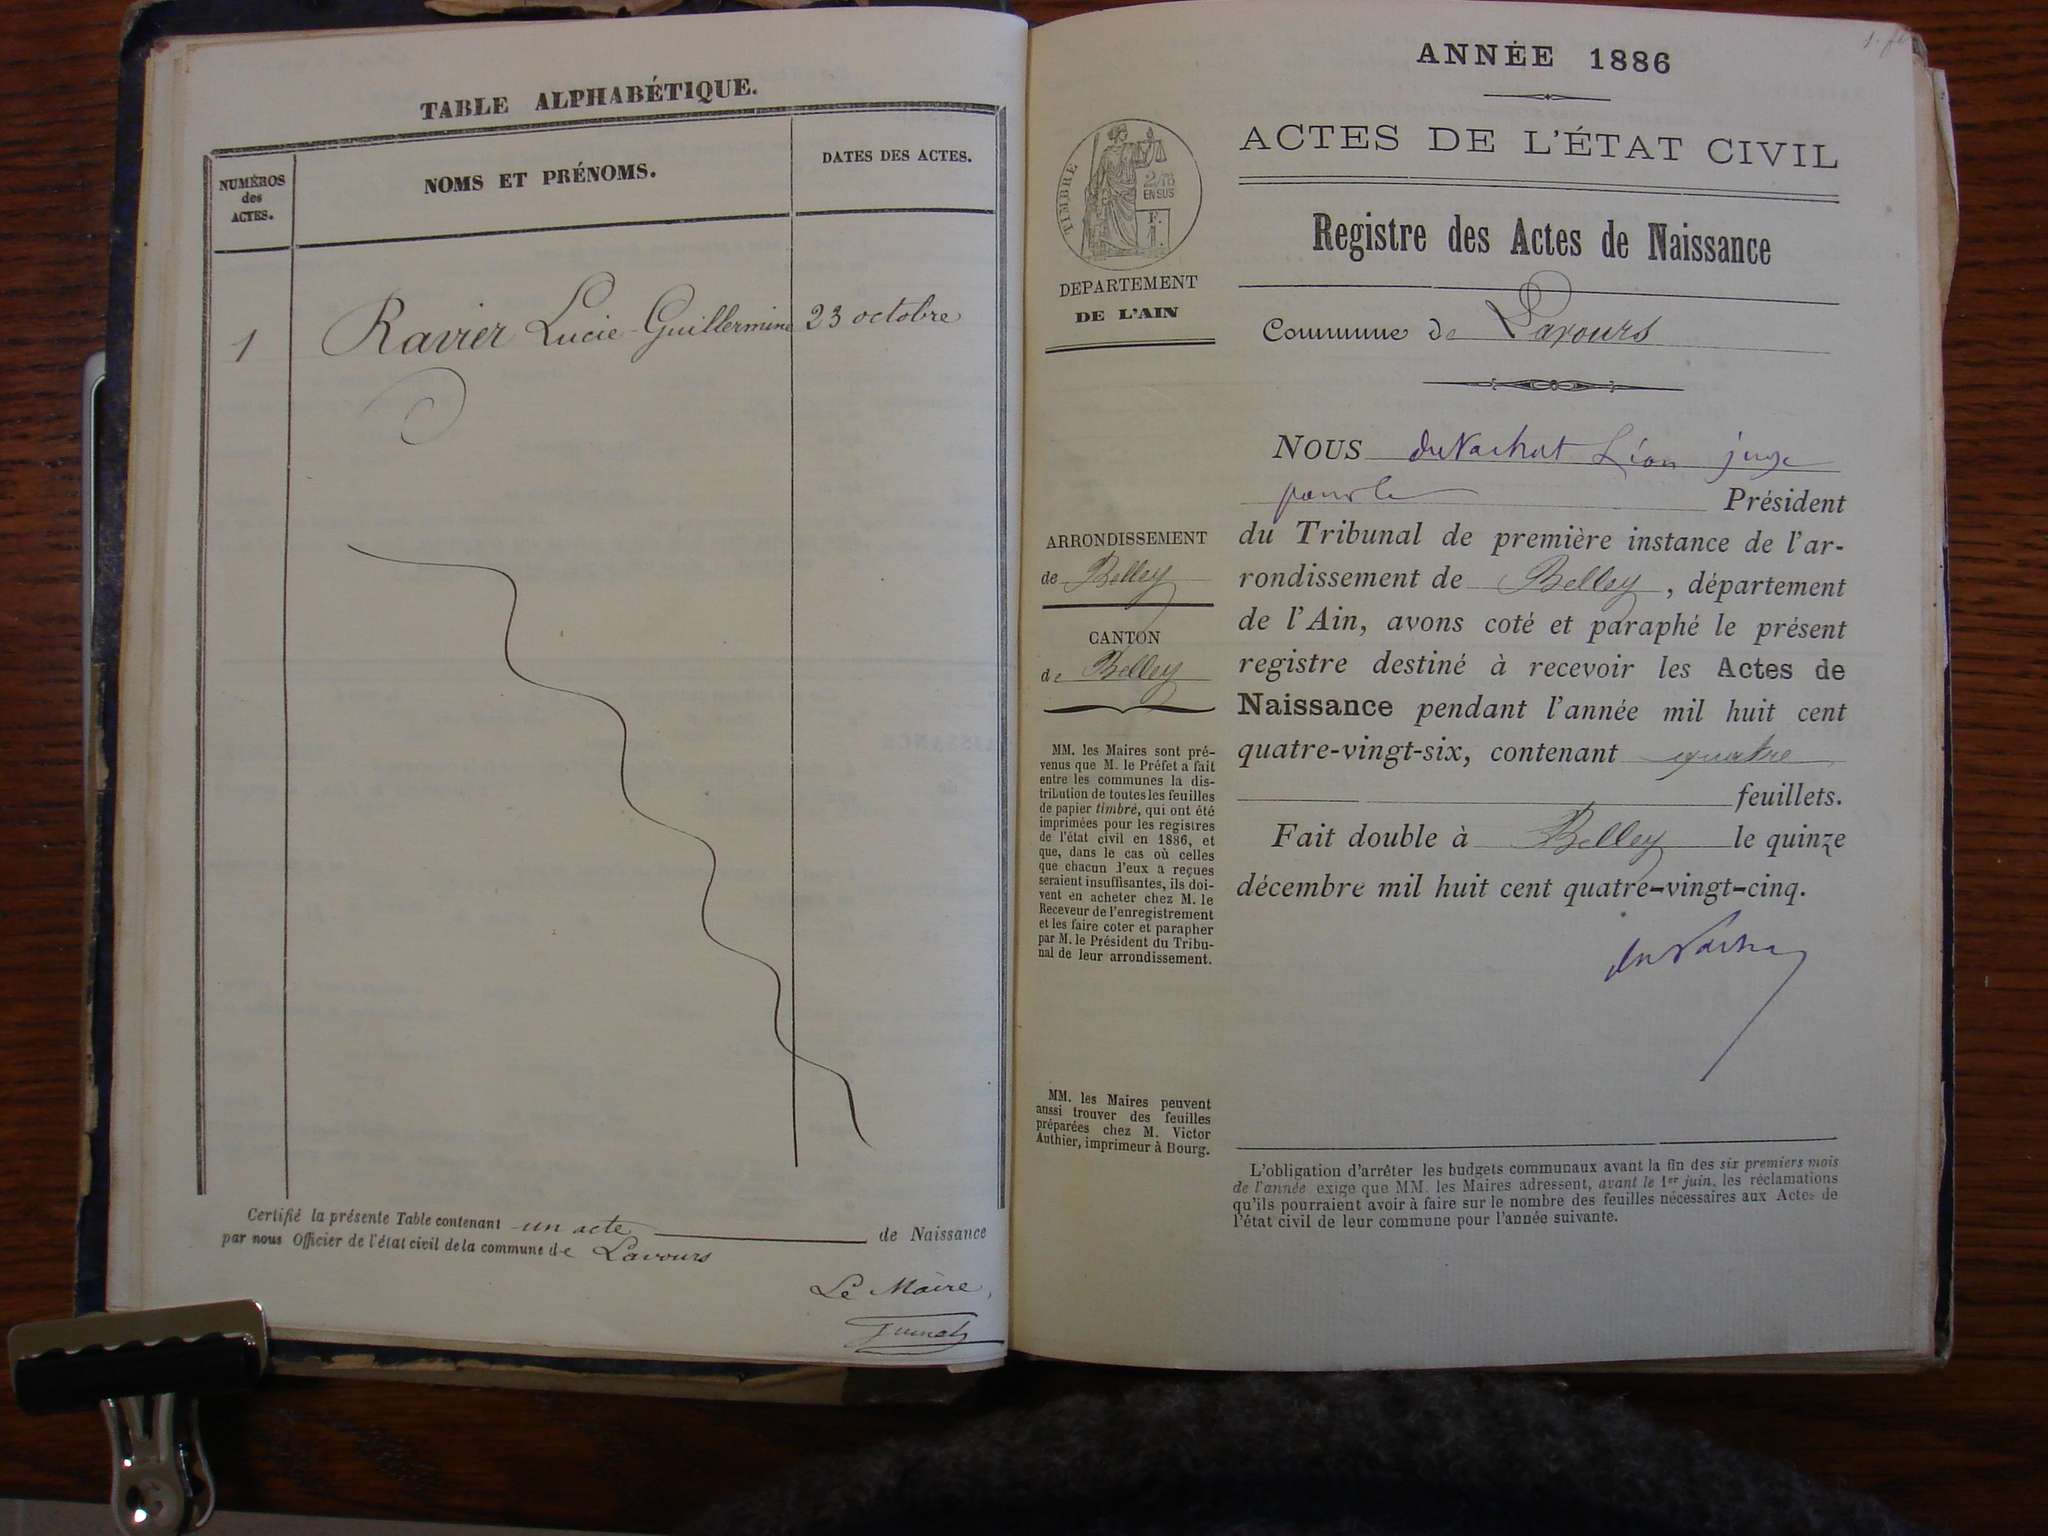 TABLE ALPHABÉTIQUE.
NUMÉROS
des
ACTES.
NOMS ET PRÉNOMS.
DATES DES ACTES.
1 Ravier Lucie-Guillermine 23 octobre
Certifié la présente Table contenant un acte de Naissance
par nous Officier de l'état civil de la commune de Lavours
Le Maire,
ANNÉE 1886
ACTES DE L'ÉTAT CIVIL
Registre des Actes de Naissance
Commune de Lavours
TIMBRE
2/10
EN SUS
DEPARTEMENT
DE L'AIN
ARRONDISSEMENT
de Belley
CANTON
de Belley
MM. les Maires sont pré-
venus que M. le Préfet a fait
entre les communes la dis-
tribution de toutes les feuilles
de papier timbré, qui ont été
imprimées pour les registres
de l'état civil en 1886, et
que, dans le cas où celles
que chacun d'eux a reçues
seraient insuffisantes, ils doi-
vent en acheter chez M. le
Receveur de l'enregistrement
et les faire coter et parapher
par M. le Président du Tribu-
nal de leur arrondissement.
MM. les Maires peuvent
aussi trouver des feuilles
préparées chez M. Victor
Authier, imprimeur à Bourg.
NOUS Léon juge
pour le Président
du Tribunal de première instance de l'ar-
rondissement de Belley, département
de l'Ain, avons coté et paraphé le présent
registre destiné à recevoir les Actes de
Naissance pendant l'année mil huit cent
quatre-vingt-six, contenant quatre
feuillets.
Fait double à Belley le quinze
décembre mil huit cent quatre-vingt-cinq.
L'obligation d'arrêter les budgets communaux avant la fin des six premiers mois
de l'année exige que MM. les Maires adressent, avant le 1er juin, les réclamations
qu'ils pourraient avoir à faire sur le nombre des feuilles nécessaires aux Actes de
l'état civil de leur commune pour l'année suivante.